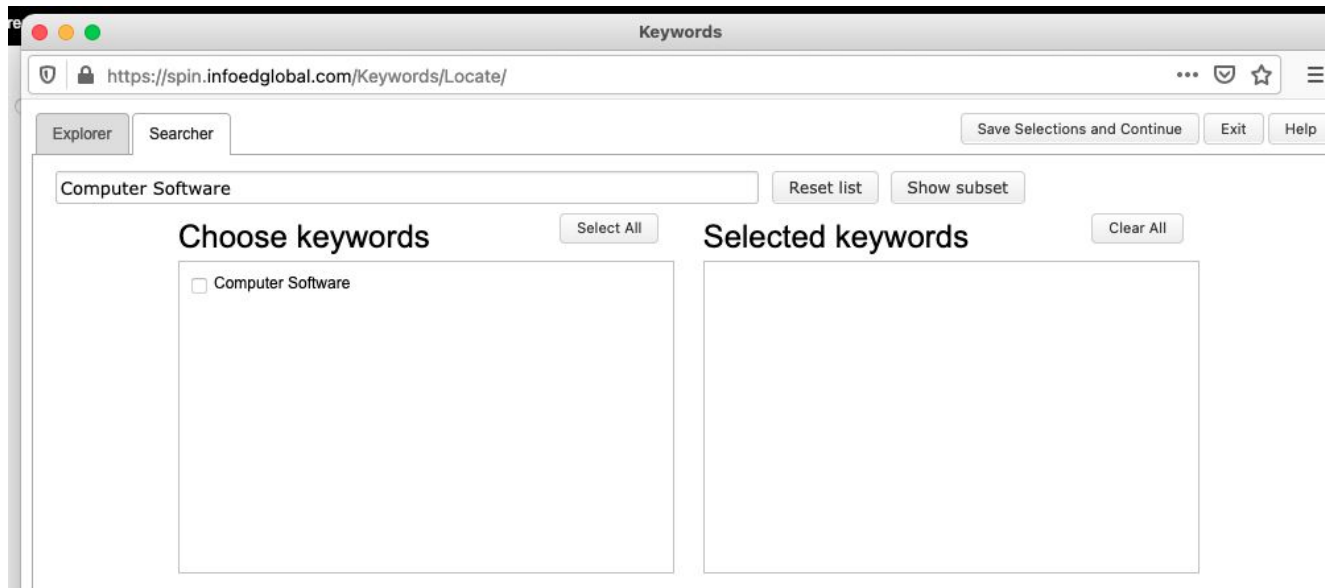 re
Keywords
https://spin.infoedglobal.com/Keywords/Locate/
Explorer Searcher Save Selections and Continue Exit Help
Computer Software Reset list Show subset
Choose keywords Select All Selected keywords Clear All
Computer Software